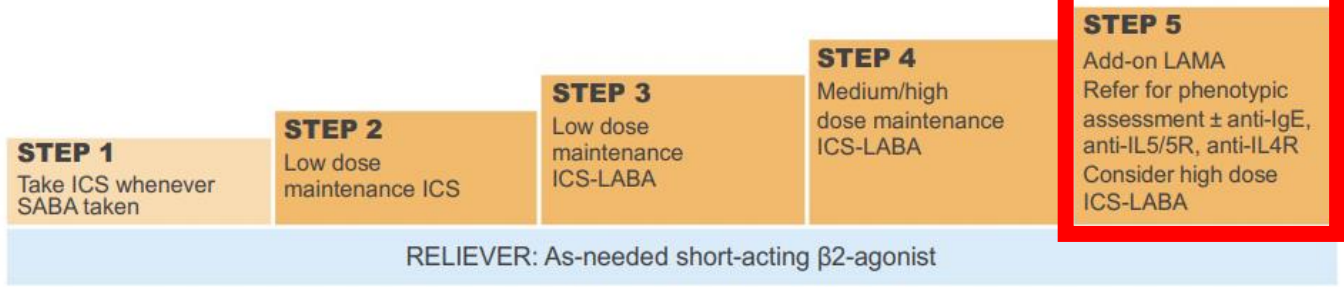 STEP 1
Take ICS whenever
SABA taken
STEP 2
Low dose
maintenance ICS
STEP 3
Low dose
maintenance
ICS-LABA
STEP 4
Medium/high
dose maintenance
ICS-LABA
STEP 5
Add-on LAMA
Refer for phenotypic
assessment ± anti-IgE,
anti-IL5/5R, anti-IL4R
Consider high dose
ICS-LABA
RELIEVER: As-needed short-acting β2-agonist